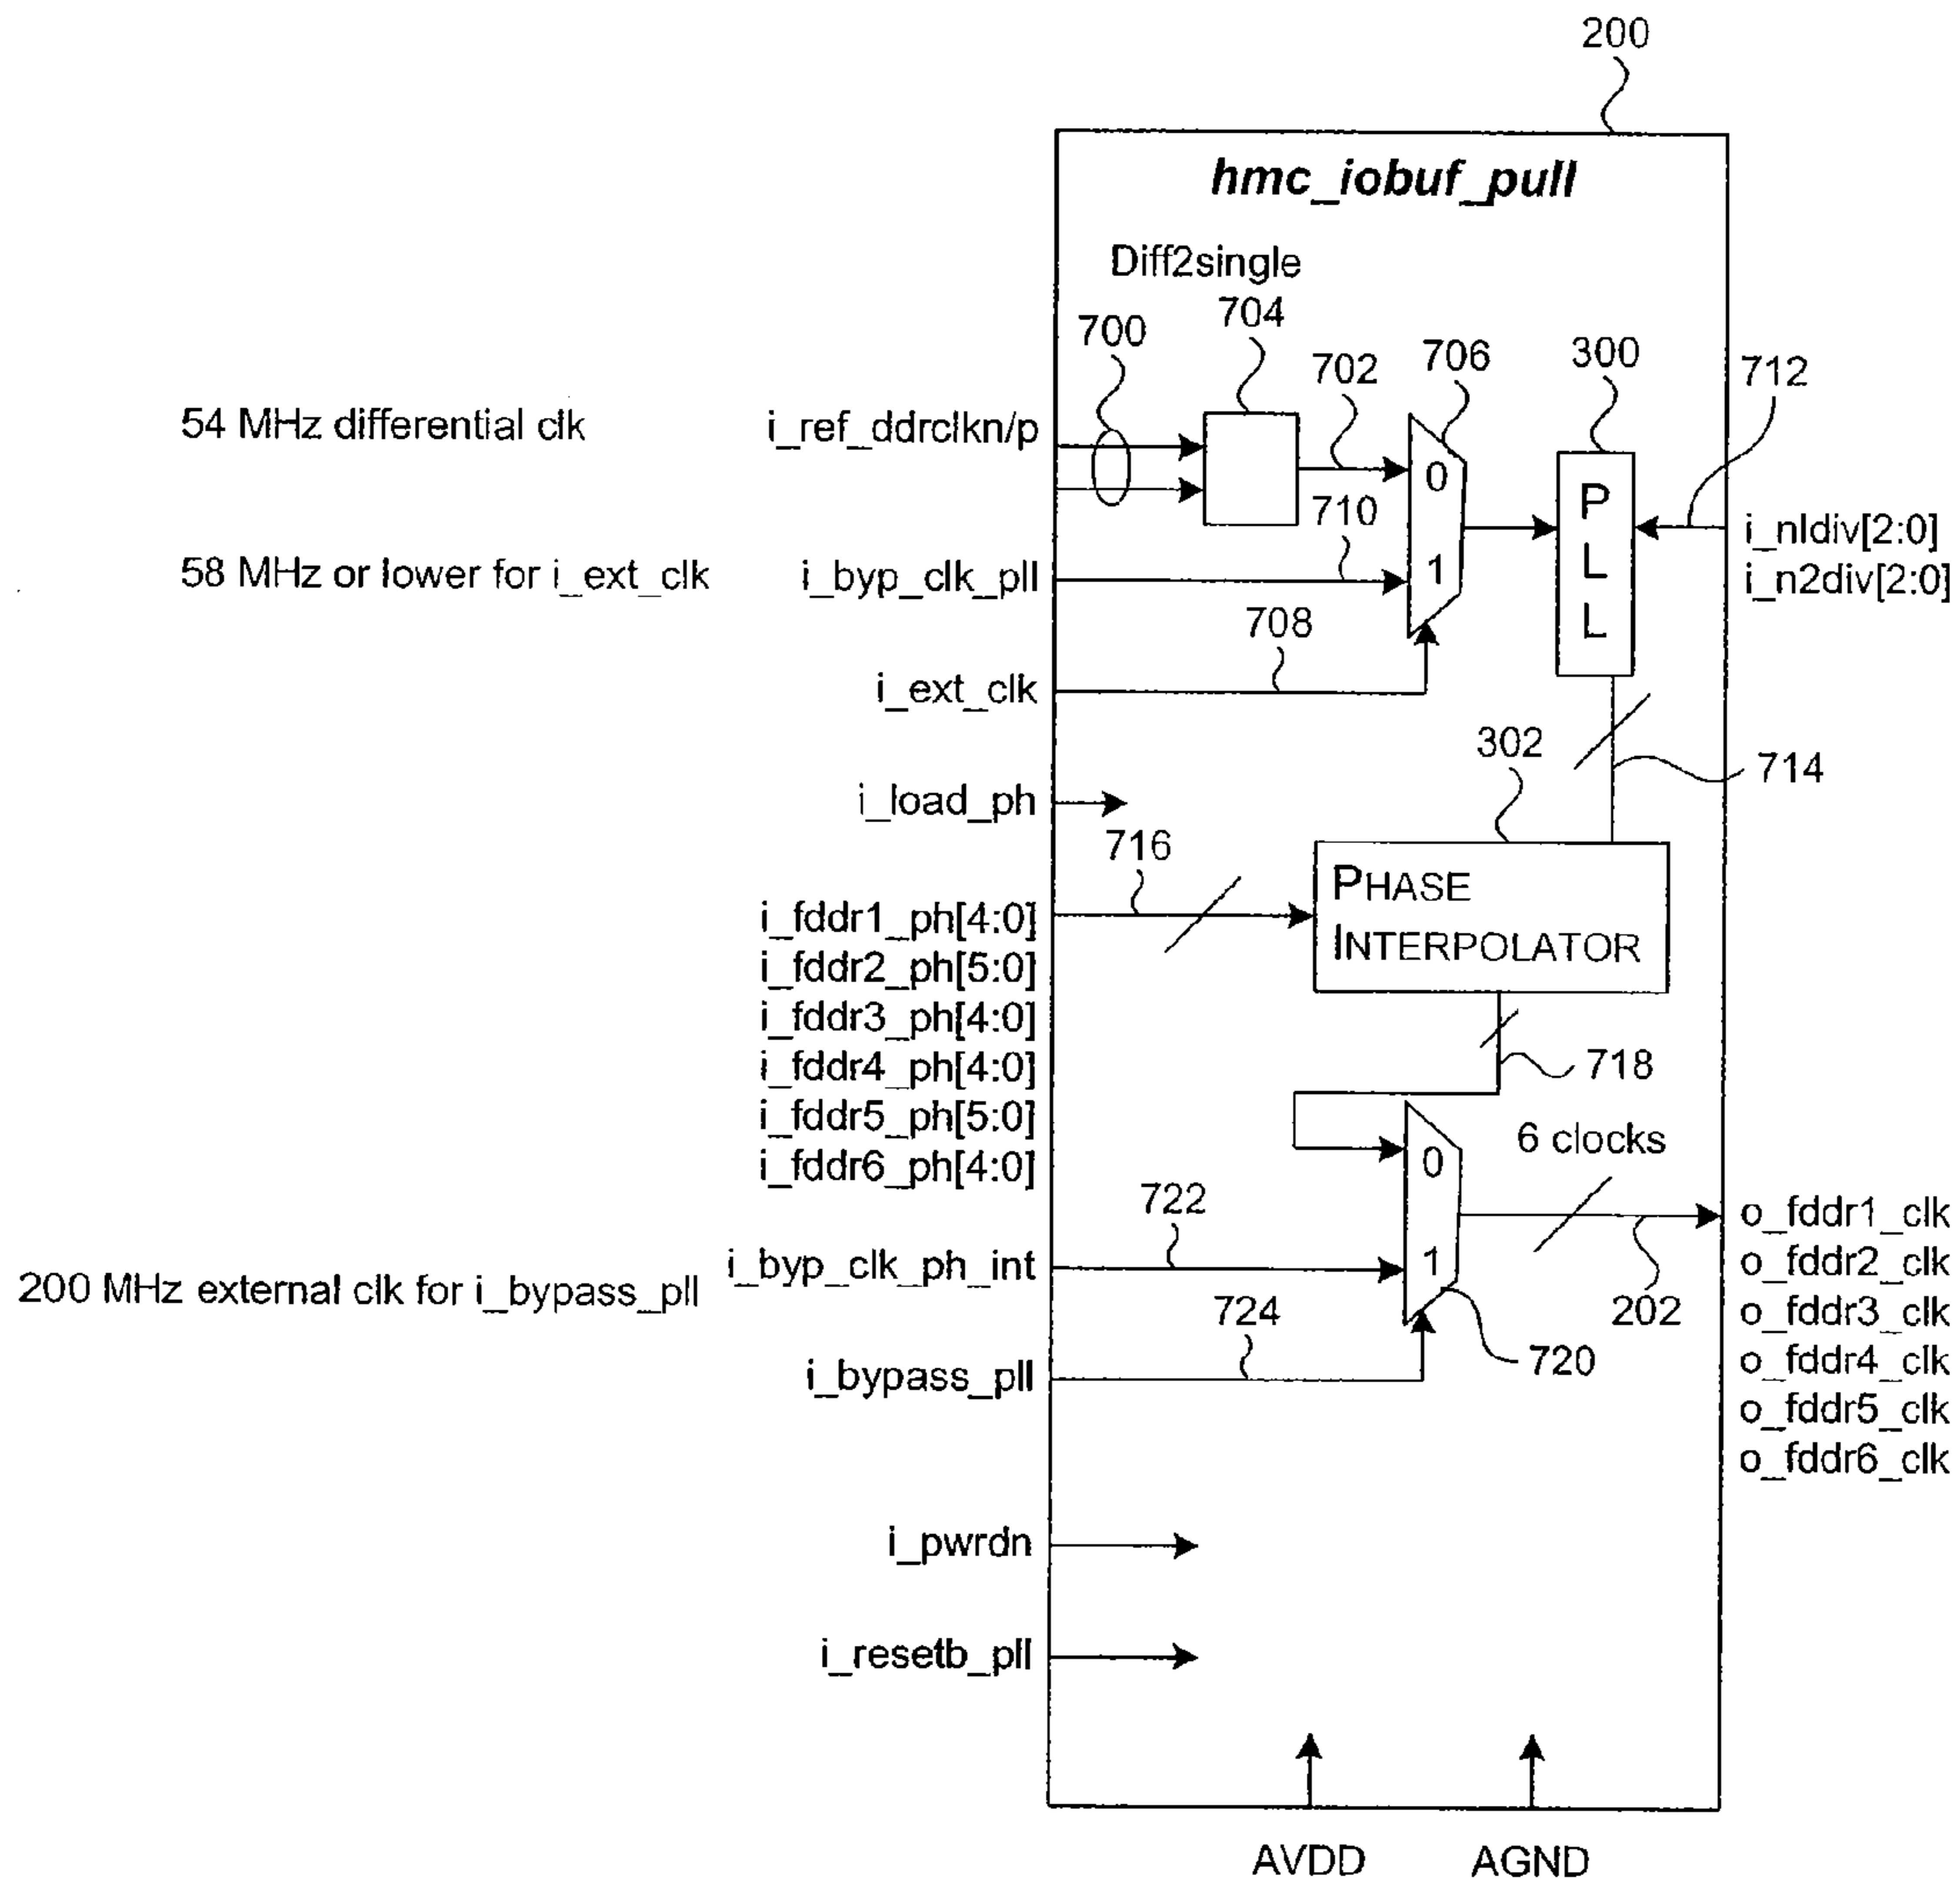 200
hmc_iobuf_pull
Diff2single
704
700
702
706
300
712
54 MHz differential clk
i_ref_ddrclkn/p
0
710
P
L
L
i_nldiv[2:0]
i_n2div[2:0]
58 MHz or lower for i_ext_clk
i_byp_clk_pll
1
708
i_ext_clk
302
714
i_load_ph
716
PHASE
INTERPOLATOR
i_fddr1_ph[4:0]
i_fddr2_ph[5:0]
i_fddr3_ph[4:0]
i_fddr4_ph[4:0]
i_fddr5_ph[5:0]
i_fddr6_ph[4:0]
718
6 clocks
0
722
i_byp_clk_ph_int
1
200 MHz external clk for i_bypass_pll
724
202
720
i_bypass_pll
o_fddr1_clk
o_fddr2_clk
o_fddr3_clk
o_fddr4_clk
o_fddr5_clk
o_fddr6_clk
i_pwrdn
i_resetb_pll
AVDD
AGND